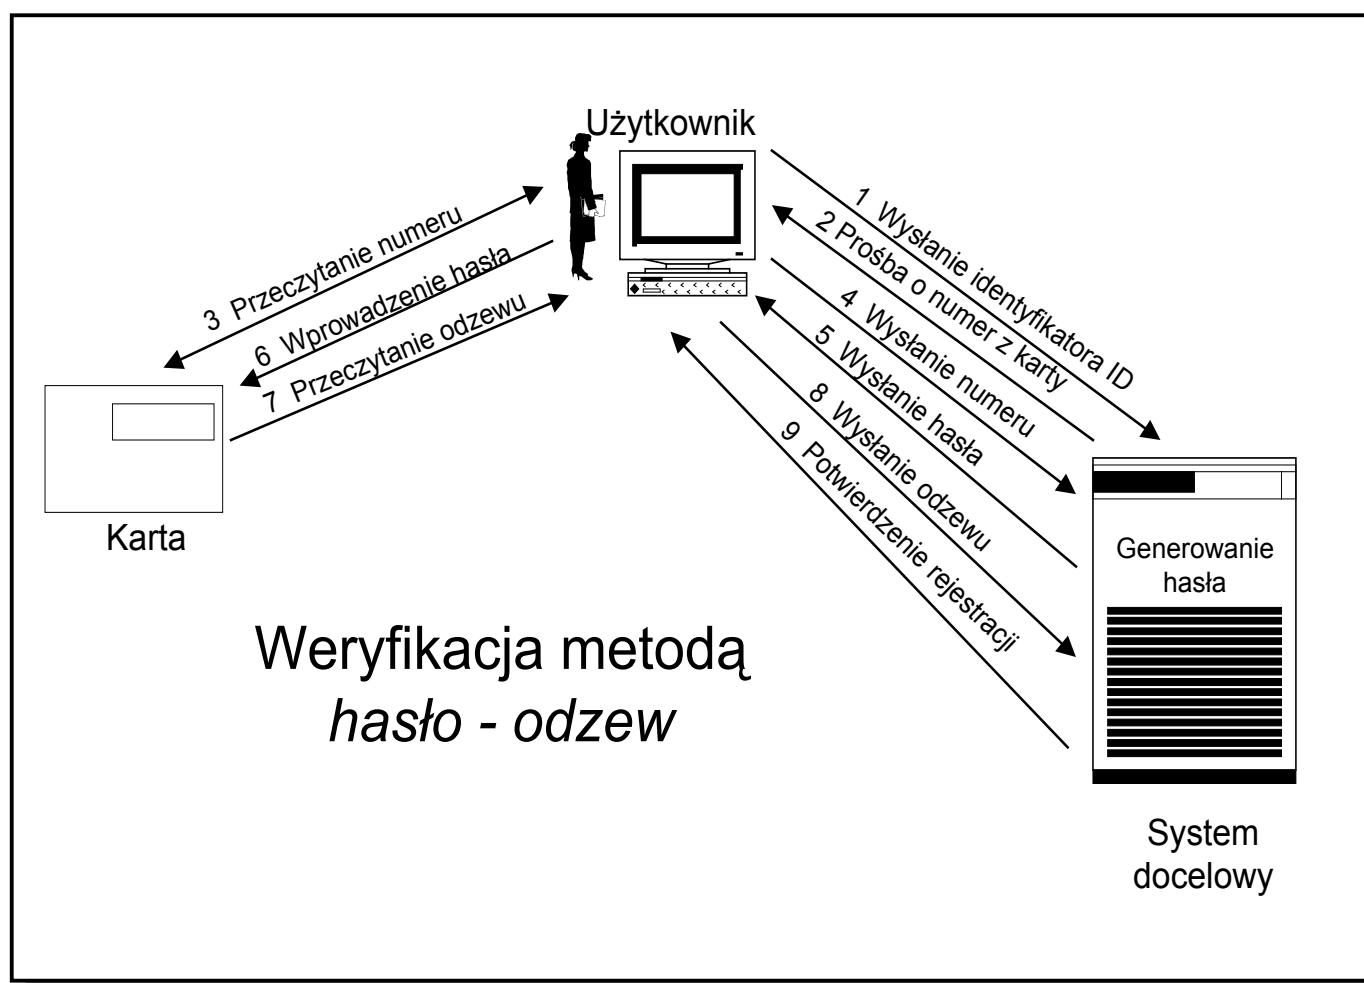 Użytkownik
1 Wysłanie identyfikatora ID
2 Prośba o numer z karty
3 Przeczytanie numeru
4 Wysłanie numeru
5 Wysłanie hasła
6 Wprowadzenie hasła
7 Przeczytanie odzewu
8 Wysłanie odzewu
9 Potwierdzenie rejestracji
Karta
Generowanie
hasła
Weryfikacja metodą
hasło - odzew
System
docelowy